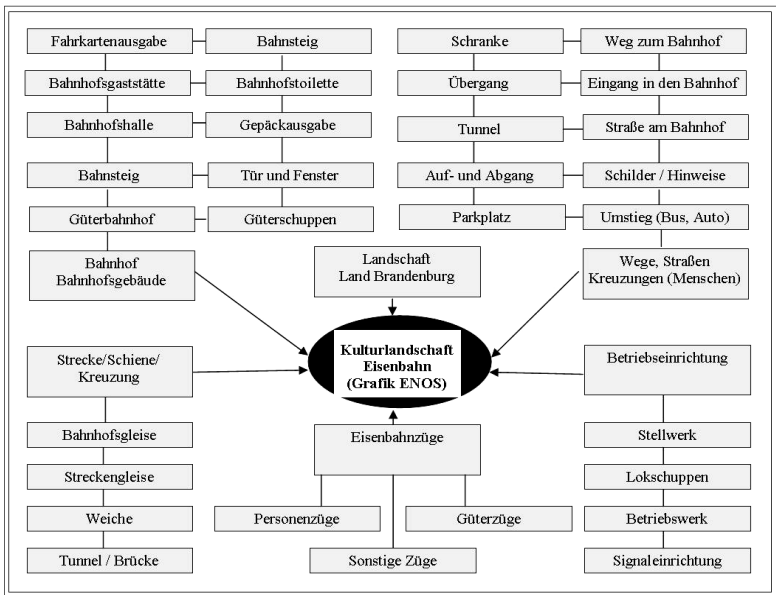 Fahrkartenausgabe
Bahnsteig
Bahnhofsgaststätte
Bahnhofstoilette
Bahnhofshalle
Gepäckausgabe
Bahnsteig
Tür und Fenster
Güterbahnhof
Güterschuppen
Bahnhof
Bahnhofsgebäude
Schranke
Weg zum Bahnhof
Übergang
Eingang in den Bahnhof
Tunnel
Straße am Bahnhof
Auf- und Abgang
Schilder / Hinweise
Parkplatz
Umstieg (Bus, Auto)
Wege, Straßen
Kreuzungen (Menschen)
Landschaft
Land Brandenburg
Kulturlandschaft
Eisenbahn
(Grafik ENOS)
Strecke/Schiene/
Kreuzung
Bahnhofsgleise
Streckengleise
Weiche
Tunnel / Brücke
Eisenbahnzüge
Personenzüge
Güterzüge
Sonstige Züge
Betriebseinrichtung
Stellwerk
Lokschuppen
Betriebswerk
Signaleinrichtung